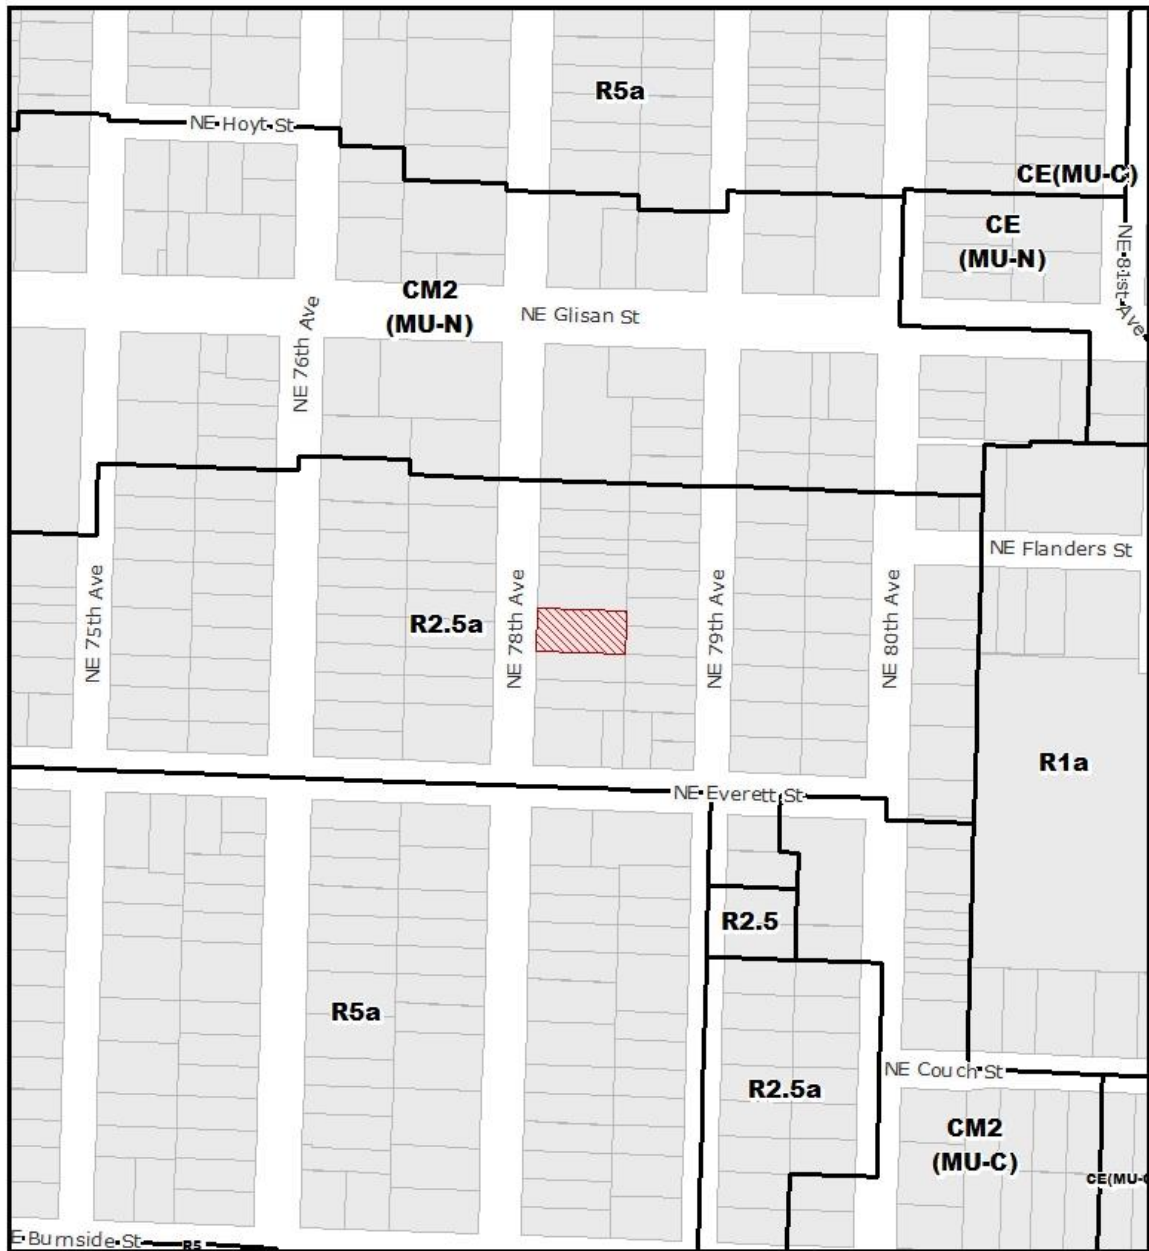 R5a
NE Hoyt St
CE(MU-C)
CE
(MU-N)
NE 81st Ave
CM2
(MU-N)
NE Glisan St
NE 76th Ave
NE Flanders St
NE 75th Ave
R2.5a
NE 78th Ave
NE 79th Ave
NE 80th Ave
R1a
NE Everett St
R2.5
R5a
R2.5a
NE Couch St
CM2
(MU-C)
CE(MU-C
E Burnside St
R5